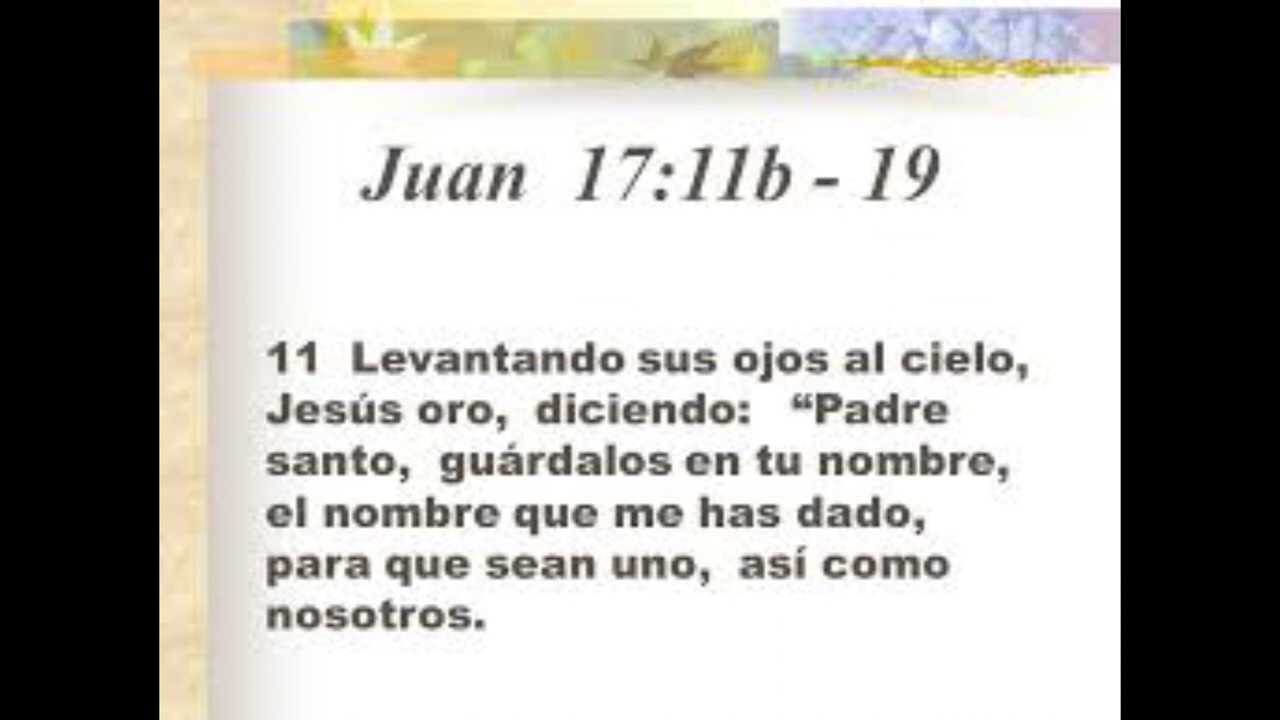 Juan 17:11b - 19
11 Levantando sus ojos al cielo,
Jesús oro, diciendo: “Padre
santo, guárdalos en tu nombre,
el nombre que me has dado,
para que sean uno, así como
nosotros.